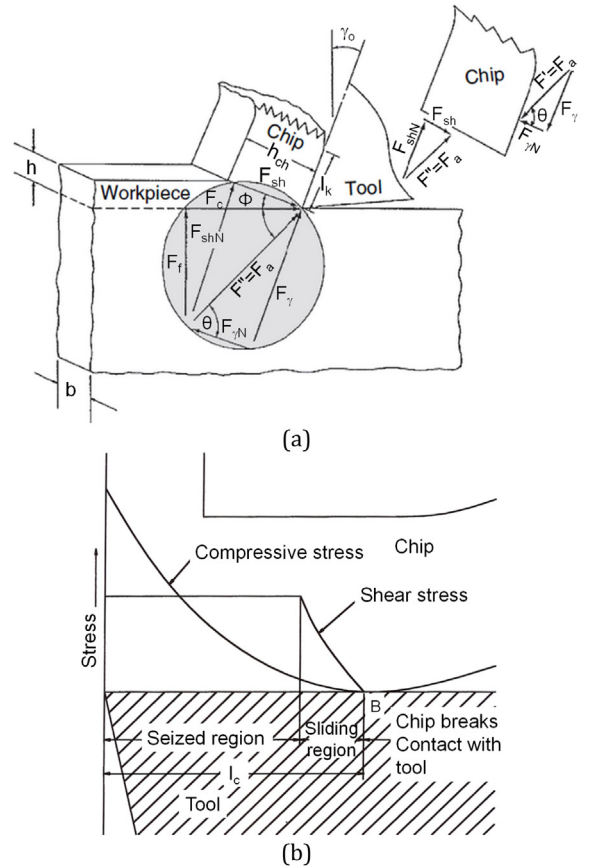 γo
Chip
F'=Fa
Fsh
θ
Fγ
FshN
FγN
F''=Fa
h
Chip
hch
lk
Tool
Workpiece
Fsh
Fc
Φ
FshN
Ff
F''=Fa
Fγ
θ
FγN
b
(a)
Compressive stress
Chip
Shear stress
Stress
B
Seized region
Sliding
region
Chip breaks
Contact with
tool
lc
Tool
(b)